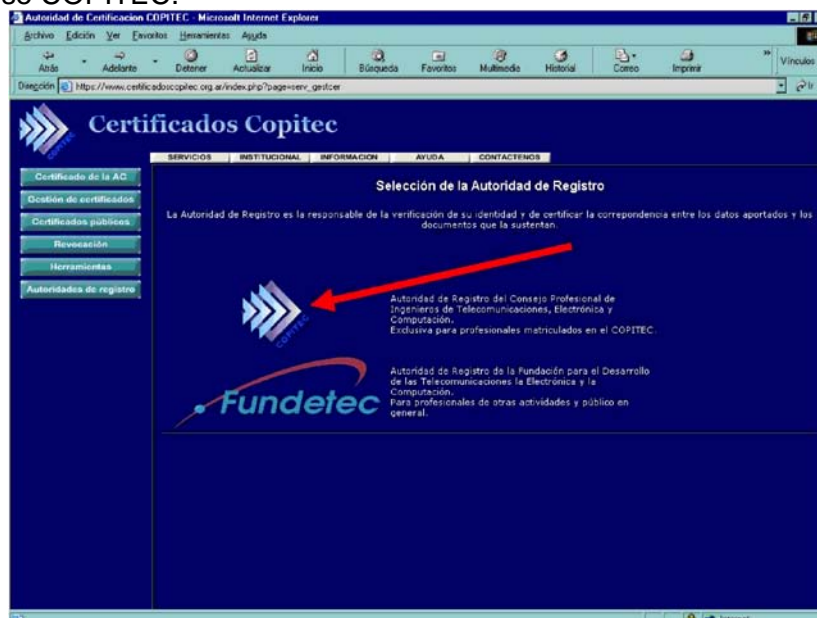 so COPITEC.
Autoridad de Certificacion COPITEC - Microsoft Internet Explorer
Archivo Edición Ver Favoritos Herramientas Ayuda
Atrás Adelante Detener Actualizar Inicio Búsqueda Favoritos Multimedia Historial Correo Imprimir » Vínculos
Dirección https://www.certificadoscopitec.org.ar/index.php?page=serv_gestcer Ir
COPITEC
Certificados Copitec
SERVICIOS INSTITUCIONAL INFORMACION AYUDA CONTACTENOS
Certificado de la AC
Gestión de certificados
Certificados públicos
Revocación
Herramientas
Autoridades de registro
Selección de la Autoridad de Registro
La Autoridad de Registro es la responsable de la verificación de su identidad y de certificar la correpondencia entre los datos aportados y los
documentos que la sustentan.
COPITEC
Autoridad de Registro del Consejo Profesional de
Ingenieros de Telecomunicaciones, Electrónica y
Computación.
Exclusiva para profesionales matriculados en el COPITEC.
Fundetec
Autoridad de Registro de la Fundación para el Desarrollo
de las Telecomunicaciones la Electrónica y la
Computación.
Para profesionales de otras actividades y público en
general.